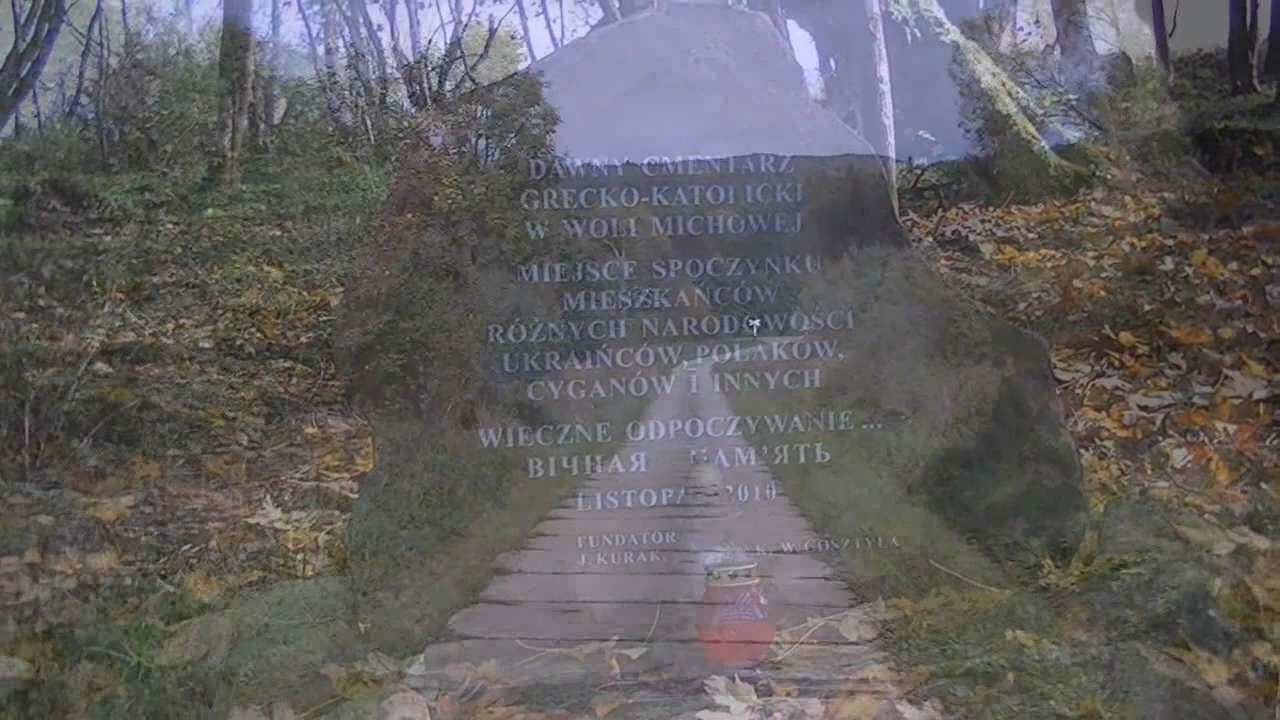 DAWNY CMENTARZ
GRECKO-KATOLICKI
W WOLI MICHOWEJ
MIEJSCE SPOCZYNKU
MIESZKAŃCÓW
RÓŻNYCH NARODOWOŚCI
UKRAIŃCÓW, POLAKÓW,
CYGANÓW I INNYCH
WIECZNE ODPOCZYWANIE...
ВІЧНАЯ ПАМ'ЯТЬ
LISTOPAD 2010
FUNDATOR
J. KURAK, W. GOSZTYŁA